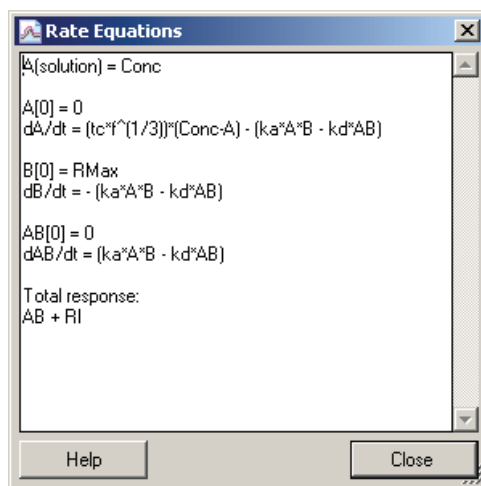 Rate Equations
A(solution) = Conc
A[0] = 0
dA/dt = (tc*f^(1/3))*(Conc-A) - (ka*A*B - kd*AB)
B[0] = RMax
dB/dt = - (ka*A*B - kd*AB)
AB[0] = 0
dAB/dt = (ka*A*B - kd*AB)
Total response:
AB + RI
Help
Close